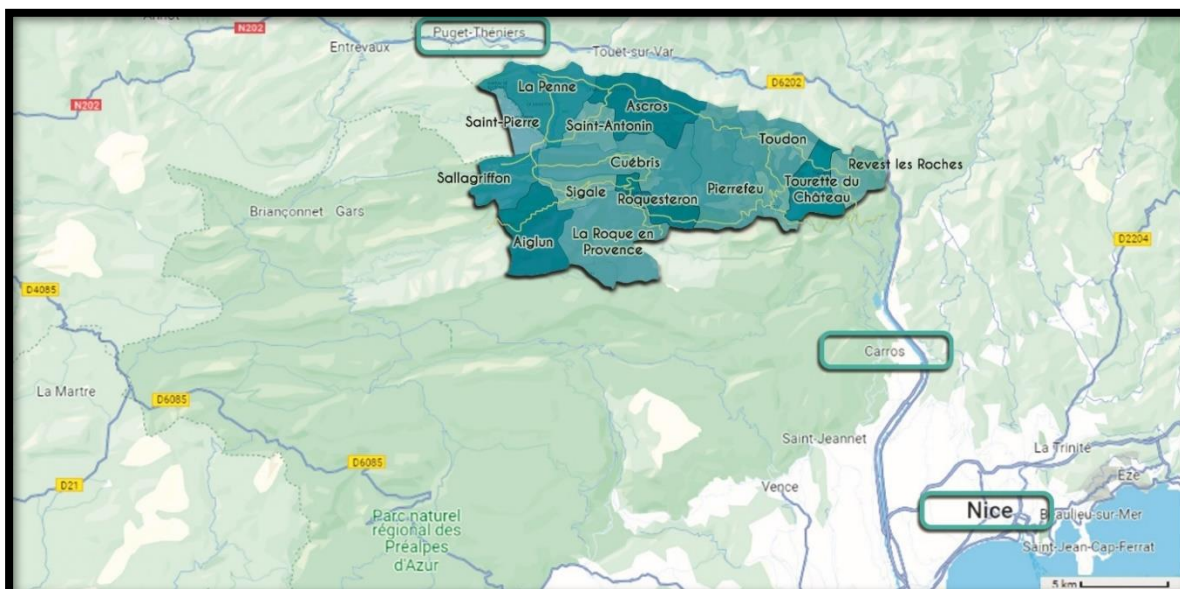 N202
Puget-Théniers
Entrevaux
Touet-sur-Var
D6202
N202
La Penne
Ascros
Saint-Pierre
Saint-Antonin
Toudon
Cuébris
Revest les Roches
Sallagriffon
Sigale
Pierrefeu
Tourette du
Château
Roquesteron
Briançonnet
Gars
Aiglun
La Roque en
Provence
D2204
D4085
Carros
La Martre
D6085
Saint-Jeannet
La Trinité
D6085
D21
Vence
Èze
Nice
Beaulieu-sur-Mer
Parc naturel
régional des
Préalpes
d'Azur
Saint-Jean-Cap-Ferrat
5 km